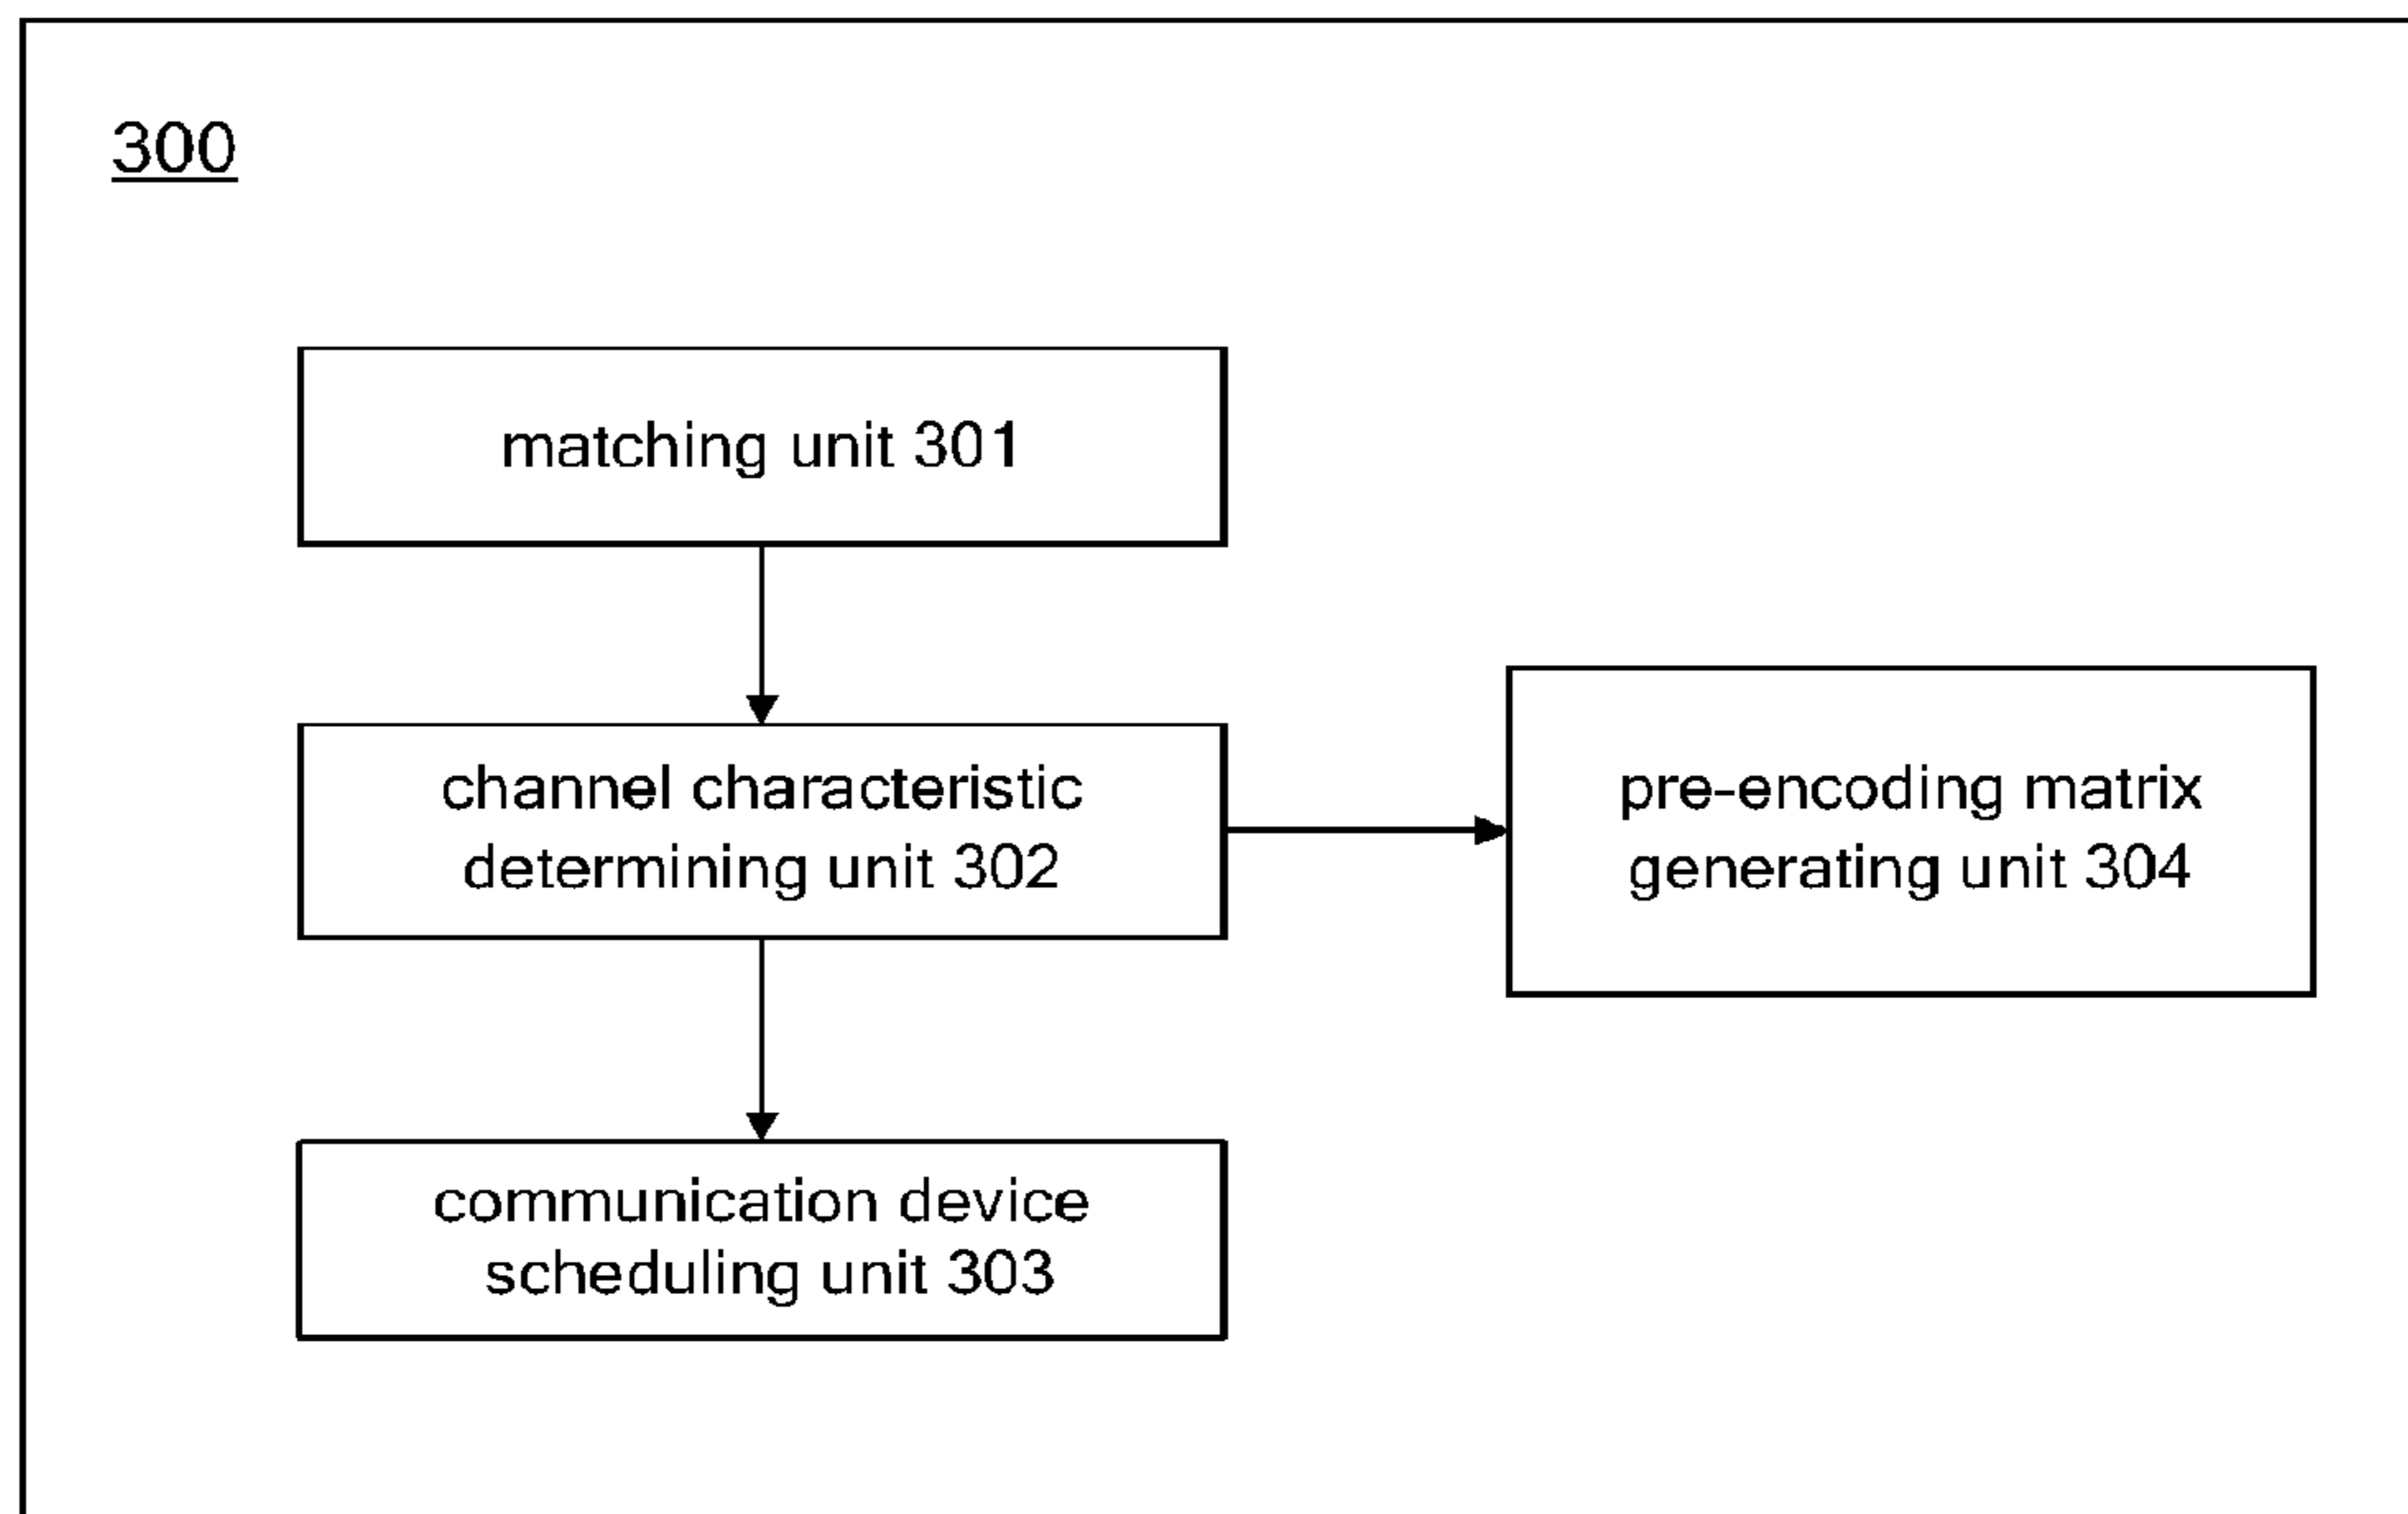 300
matching unit 301
channel characteristic
determining unit 302
pre-encoding matrix
generating unit 304
communication device
scheduling unit 303